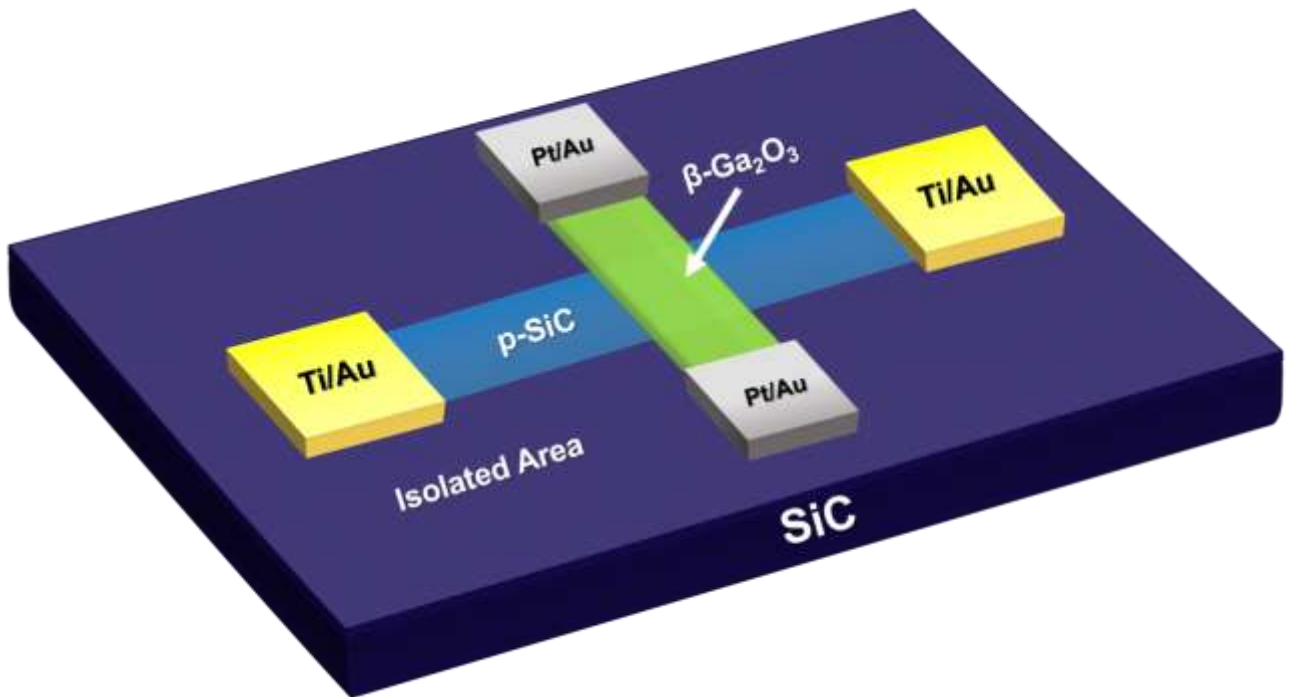 Pt/Au
β-Ga₂O₃
Ti/Au
p-SiC
Ti/Au
Pt/Au
Isolated Area
SiC